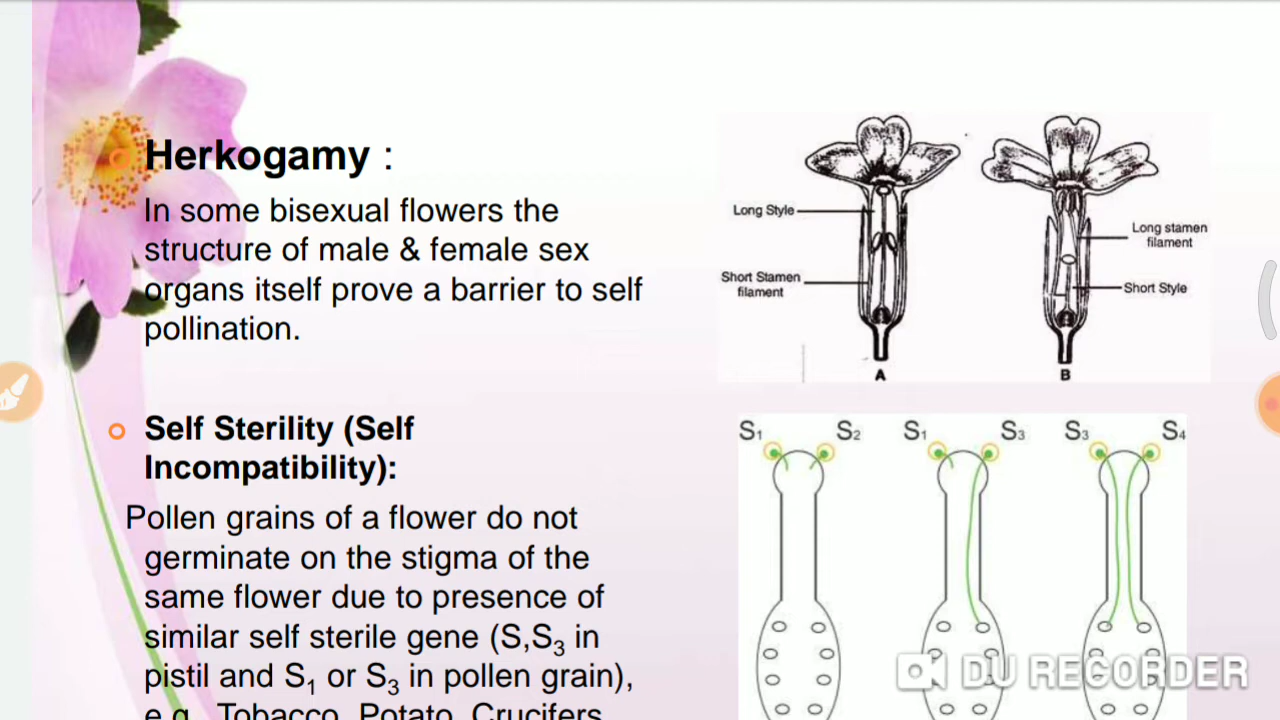 Herkogamy :
In some bisexual flowers the
structure of male & female sex
organs itself prove a barrier to self
pollination.
Self Sterility (Self
Incompatibility):
Pollen grains of a flower do not
germinate on the stigma of the
same flower due to presence of
similar self sterile gene (S,S₃ in
pistil and S₁ or S₃ in pollen grain),
e.g., Tobacco, Potato, Crucifers
Long Style
Short Stamen
filament
Long stamen
filament
Short Style
A
B
S₁ S₂ S₁ S₃ S₃ S₄
DU RECORDER